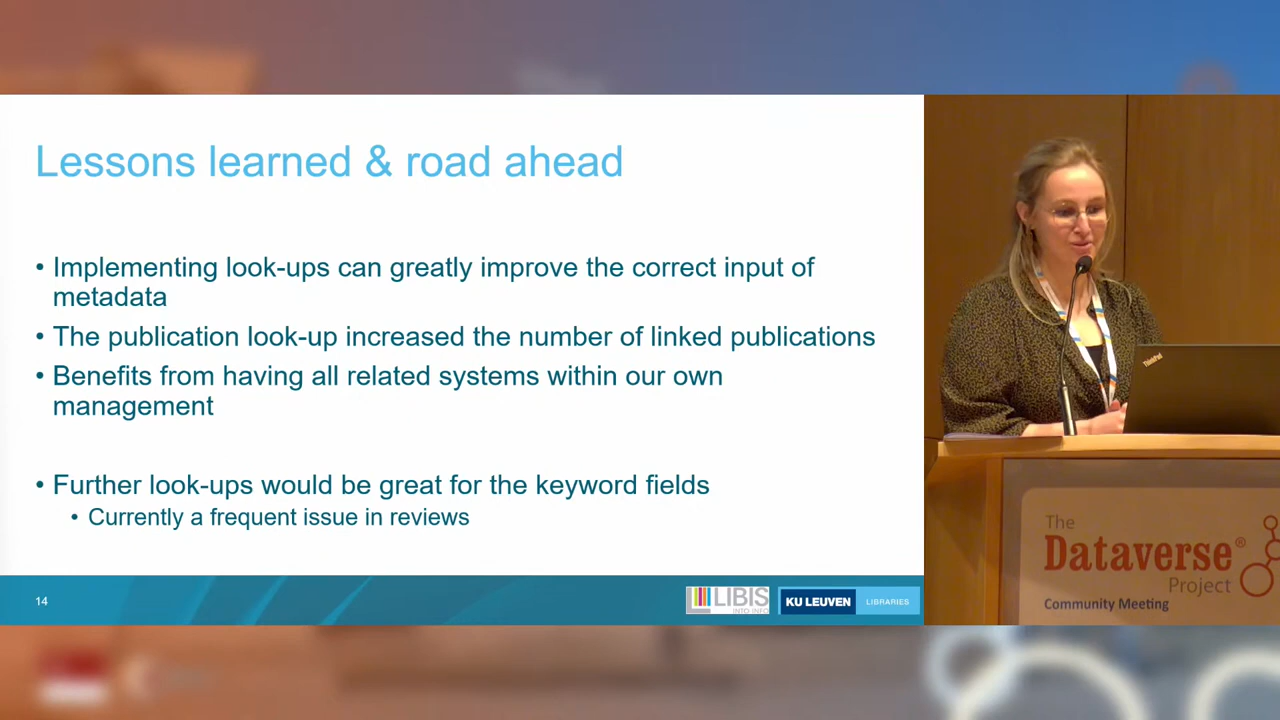 Lessons learned & road ahead
• Implementing look-ups can greatly improve the correct input of
metadata
• The publication look-up increased the number of linked publications
• Benefits from having all related systems within our own
management
• Further look-ups would be great for the keyword fields
• Currently a frequent issue in reviews
14
LIBIS
INTO INFO
KU LEUVEN
LIBRARIES
ThinkPad
The
Dataverse®
Project
Community Meeting